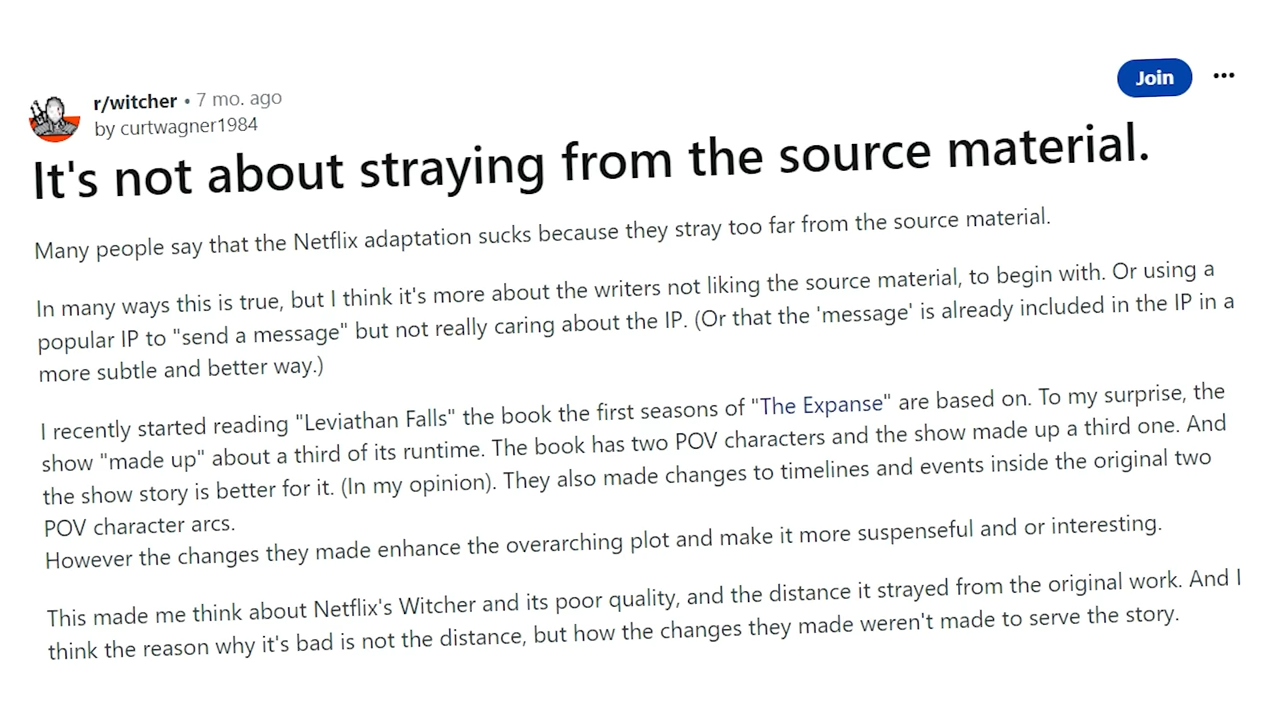 r/witcher • 7 mo. ago
by curtwagner1984
Join
It's not about straying from the source material.
Many people say that the Netflix adaptation sucks because they stray too far from the source material.
In many ways this is true, but I think it's more about the writers not liking the source material, to begin with. Or using a
popular IP to "send a message" but not really caring about the IP. (Or that the 'message' is already included in the IP in a
more subtle and better way.)
I recently started reading "Leviathan Falls" the book the first seasons of "The Expanse" are based on. To my surprise, the
show "made up" about a third of its runtime. The book has two POV characters and the show made up a third one. And
the show story is better for it. (In my opinion). They also made changes to timelines and events inside the original two
POV character arcs.
However the changes they made enhance the overarching plot and make it more suspenseful and or interesting.
This made me think about Netflix's Witcher and its poor quality, and the distance it strayed from the original work. And I
think the reason why it's bad is not the distance, but how the changes they made weren't made to serve the story.